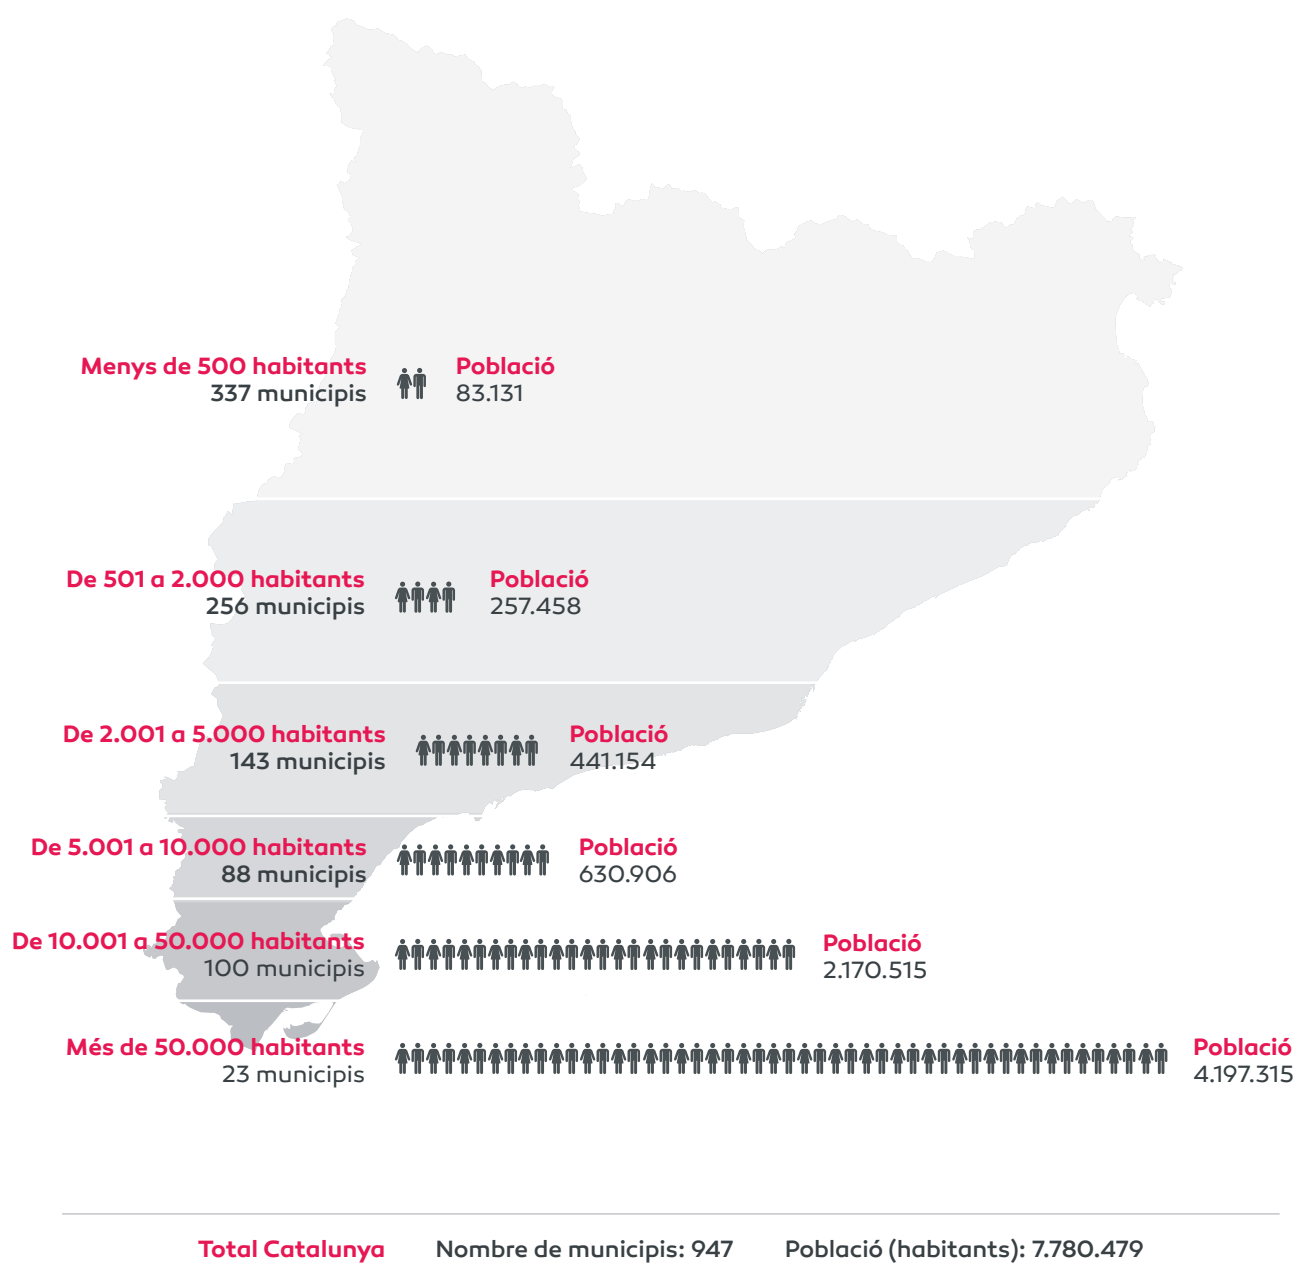 Menys de 500 habitants
337 municipis
Població
83.131
De 501 a 2.000 habitants
256 municipis
Població
257.458
De 2.001 a 5.000 habitants
143 municipis
Població
441.154
De 5.001 a 10.000 habitants
88 municipis
Població
630.906
De 10.001 a 50.000 habitants
100 municipis
Població
2.170.515
Més de 50.000 habitants
23 municipis
Població
4.197.315
Total Catalunya Nombre de municipis: 947 Població (habitants): 7.780.479